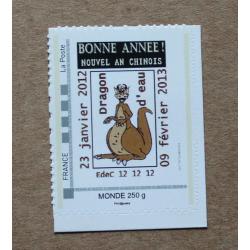 BONNE ANNEE !
NOUVEL AN CHINOIS
La Poste
FRANCE
23 janvier 2012
Dragon
d'eau
09 février 2013
EdeC 12 12 12
MONDE 250 g